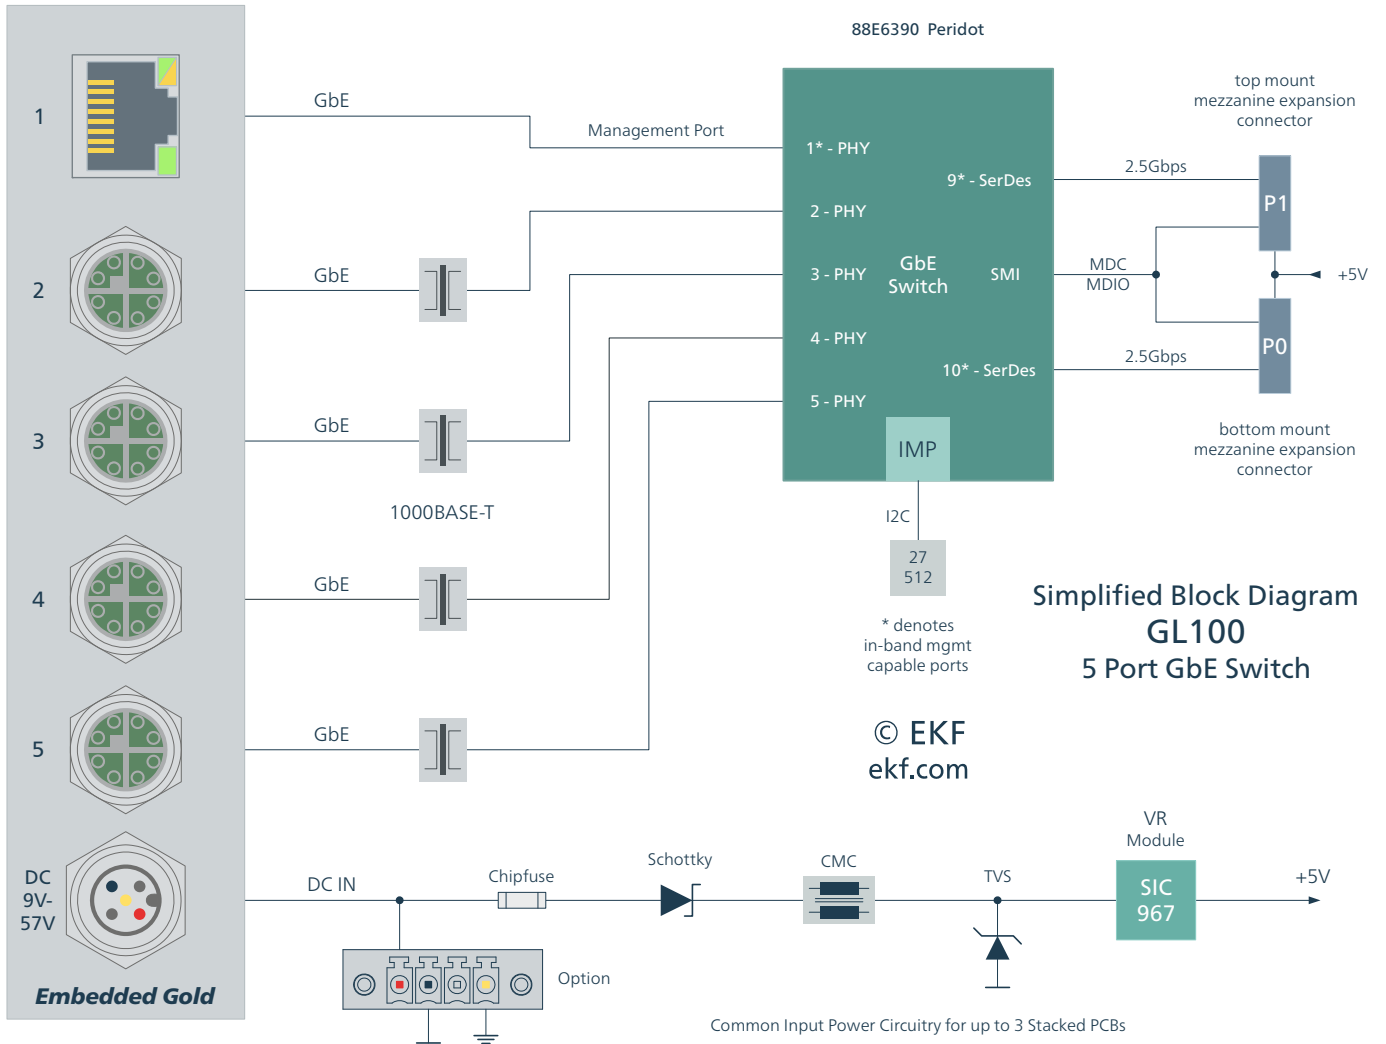 88E6390 Peridot
top mount
mezzanine expansion
connector
1
GbE
Management Port
1* - PHY
9* - SerDes
2.5Gbps
P1
2 - PHY
2
GbE
3 - PHY
GbE
Switch
SMI
MDC
MDIO
+5V
4 - PHY
10* - SerDes
2.5Gbps
P0
5 - PHY
3
GbE
IMP
bottom mount
mezzanine expansion
connector
1000BASE-T
I2C
27
512
4
GbE
* denotes
in-band mgmt
capable ports
Simplified Block Diagram
GL100
5 Port GbE Switch
5
GbE
© EKF
ekf.com
DC
9V-
57V
DC IN
Chipfuse
Schottky
CMC
TVS
VR
Module
SIC
967
+5V
Option
Embedded Gold
Common Input Power Circuitry for up to 3 Stacked PCBs